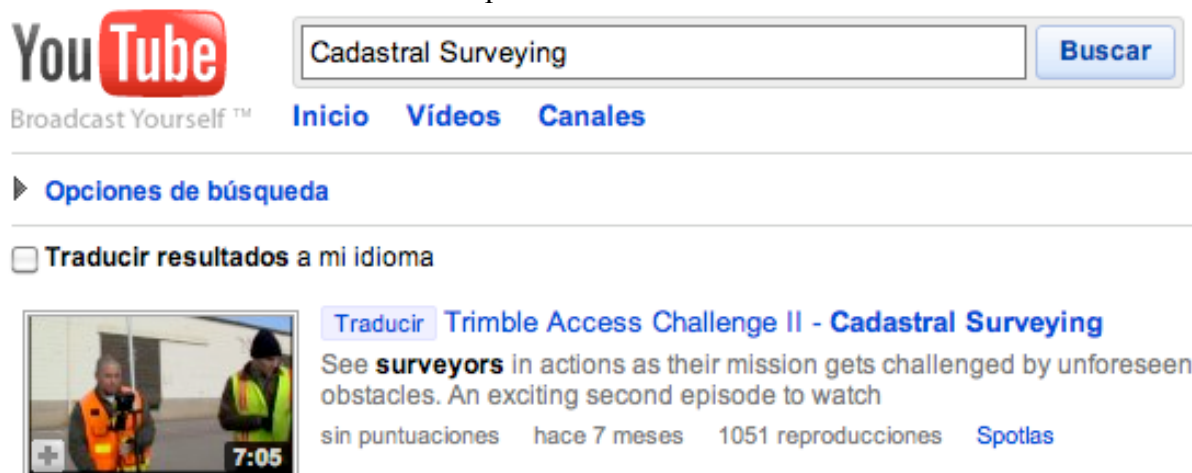 YouTube
Broadcast Yourself ™
Cadastral Surveying
Buscar
Inicio Vídeos Canales
Opciones de búsqueda
Traducir resultados a mi idioma
Traducir Trimble Access Challenge II - Cadastral Surveying
See surveyors in actions as their mission gets challenged by unforeseen
obstacles. An exciting second episode to watch
sin puntuaciones hace 7 meses 1051 reproducciones Spotlas
7:05